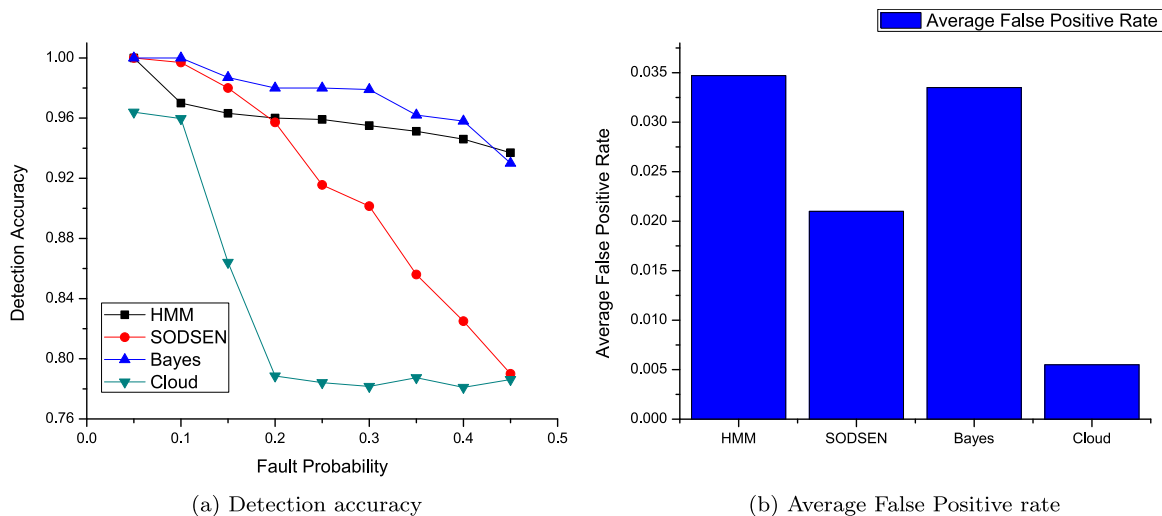 1.00
0.96
0.92
0.88
0.84
0.80
0.76
Detection Accuracy
HMM
SODSEN
Bayes
Cloud
0.0 0.1 0.2 0.3 0.4 0.5
Fault Probability
(a) Detection accuracy
Average False Positive Rate
0.035
0.030
0.025
0.020
0.015
0.010
0.005
0.000
Average False Positive Rate
HMM SODSEN Bayes Cloud
(b) Average False Positive rate